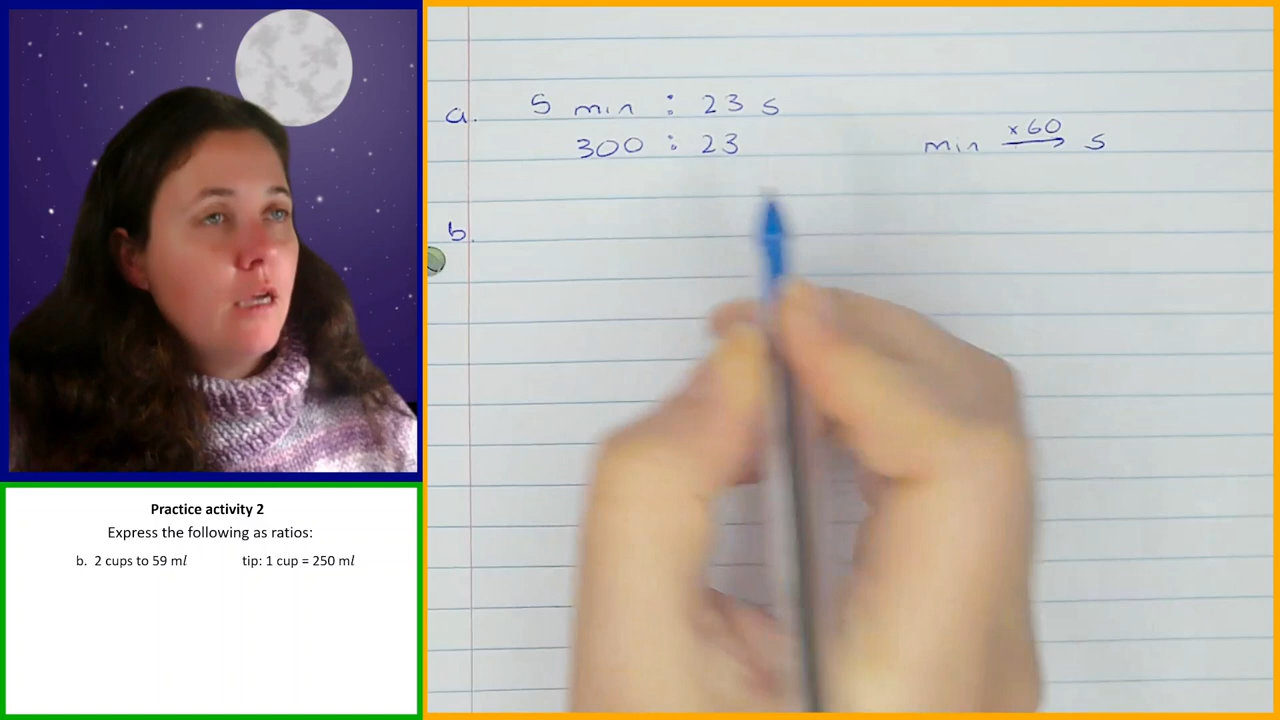 a. 5 min : 23 s
300 : 23
min x60 → s
b.
Practice activity 2
Express the following as ratios:
b. 2 cups to 59 mℓ tip: 1 cup = 250 mℓ